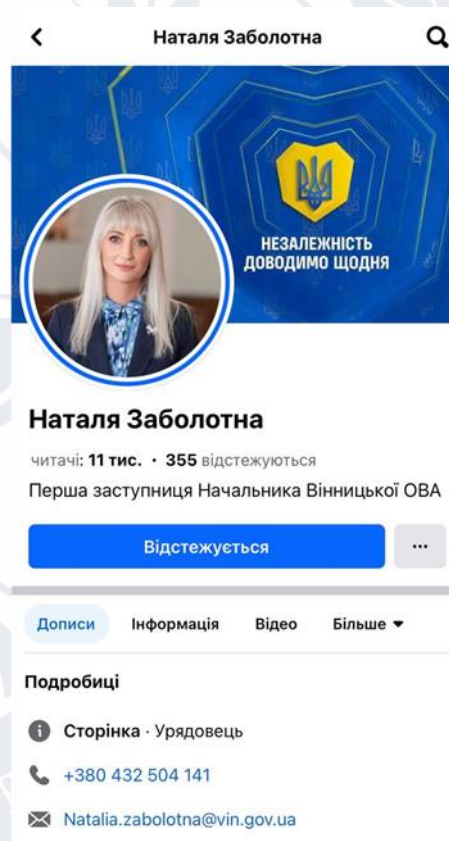 Наталя Заболотна
НЕЗАЛЕЖНІСТЬ
ДОВОДИМО ЩОДНЯ
Наталя Заболотна
читачі: 11 тис. • 355 відстежуються
Перша заступниця Начальника Вінницької ОВА
Відстежується
Дописи Інформація Відео Більше
Подробиці
Сторінка · Урядовець
+380 432 504 141
Natalia.zabolotna@vin.gov.ua